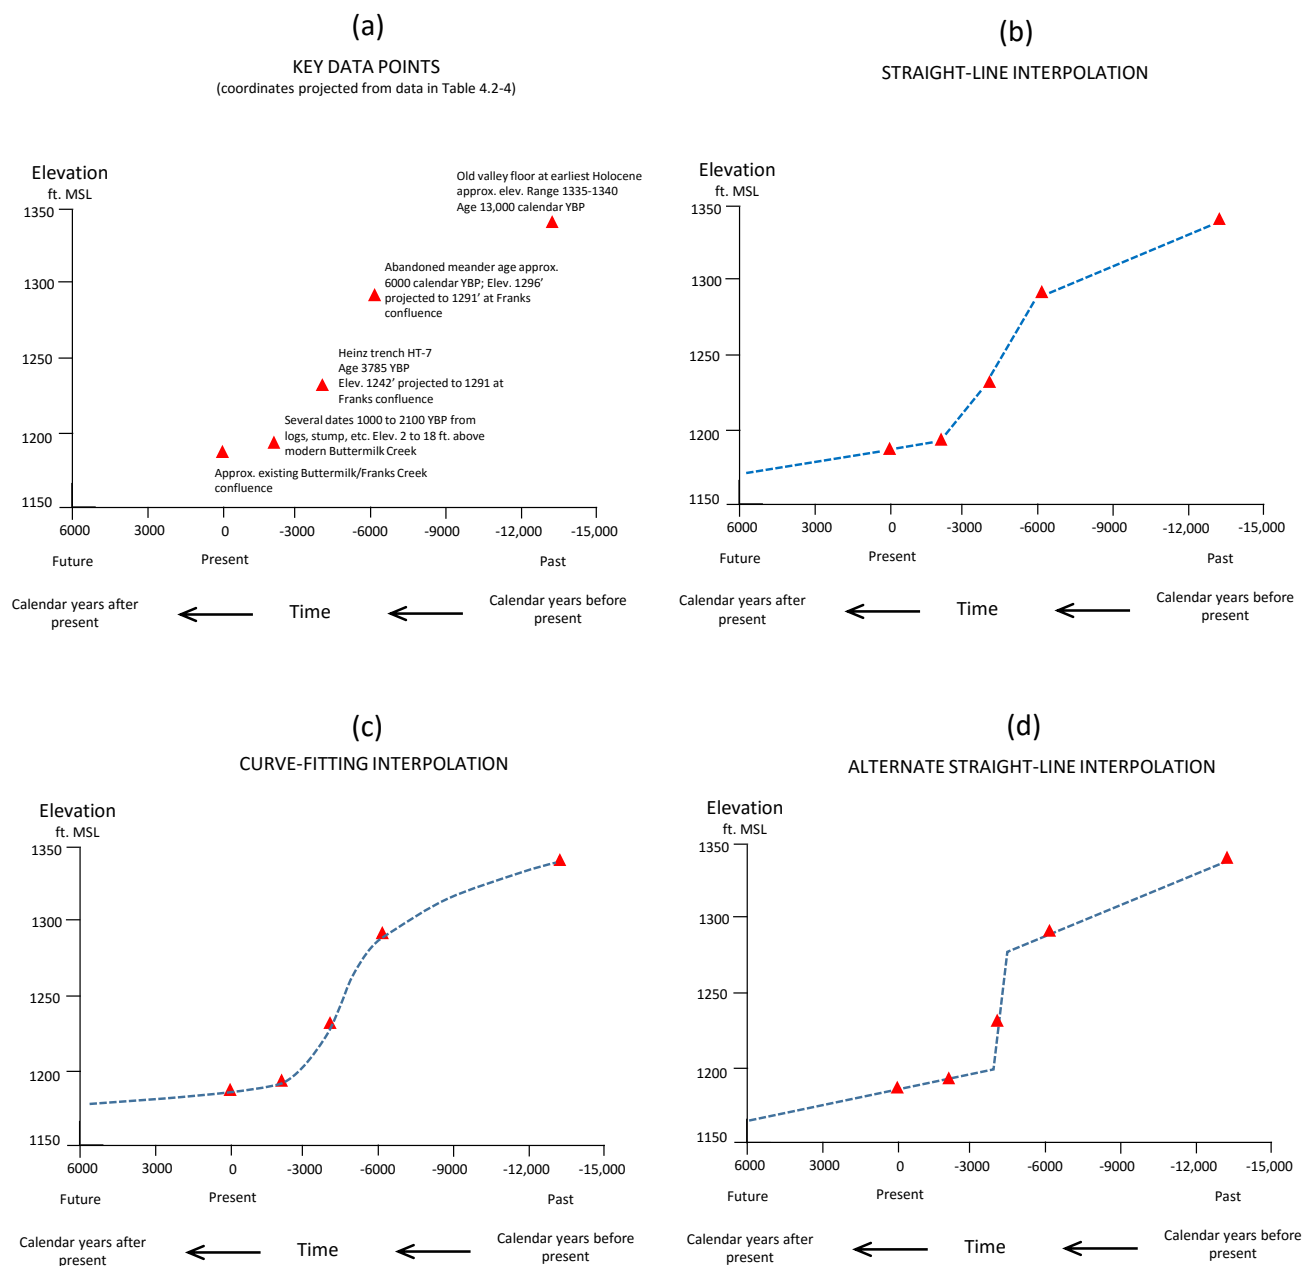 (a)
KEY DATA POINTS
(coordinates projected from data in Table 4.2-4)
Elevation
ft. MSL
Old valley floor at earliest Holocene
approx. elev. Range 1335-1340
Age 13,000 calendar YBP
Abandoned meander age approx.
6000 calendar YBP; Elev. 1296’
projected to 1291’ at Franks
confluence
Heinz trench HT-7
Age 3785 YBP
Elev. 1242’ projected to 1291 at
Franks confluence
Several dates 1000 to 2100 YBP from
logs, stump, etc. Elev. 2 to 18 ft. above
modern Buttermilk Creek
Approx. existing Buttermilk/Franks Creek
confluence
1350
1300
1250
1200
1150
6000 3000 0 -3000 -6000 -9000 -12,000 -15,000
Future Present Past
Calendar years after
present
Time
Calendar years before
present
(b)
STRAIGHT-LINE INTERPOLATION
Elevation
ft. MSL
1350
1300
1250
1200
1150
6000 3000 0 -3000 -6000 -9000 -12,000 -15,000
Future Present Past
Calendar years after
present
Time
Calendar years before
present
(c)
CURVE-FITTING INTERPOLATION
Elevation
ft. MSL
1350
1300
1250
1200
1150
6000 3000 0 -3000 -6000 -9000 -12,000 -15,000
Future Present Past
Calendar years after
present
Time
Calendar years before
present
(d)
ALTERNATE STRAIGHT-LINE INTERPOLATION
Elevation
ft. MSL
1350
1300
1250
1200
1150
6000 3000 0 -3000 -6000 -9000 -12,000 -15,000
Future Present Past
Calendar years after
present
Time
Calendar years before
present